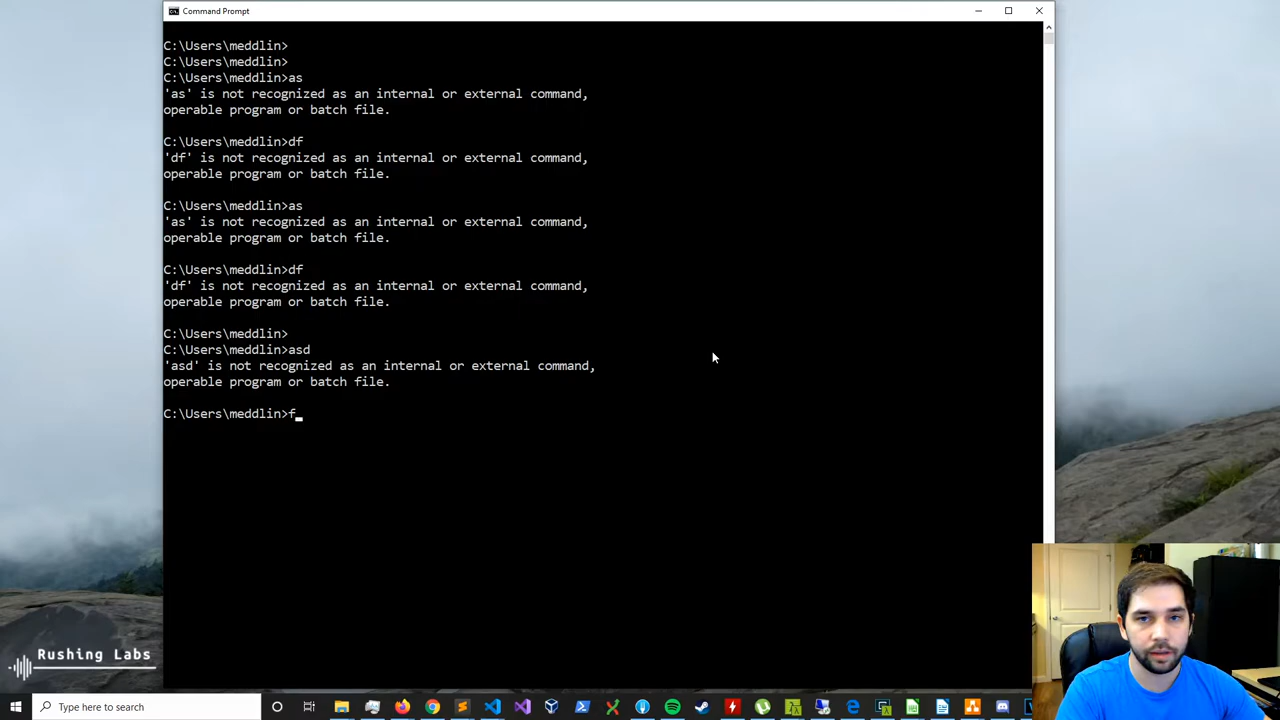 Command Prompt
C:\Users\meddlin>
C:\Users\meddlin>
C:\Users\meddlin>as
'as' is not recognized as an internal or external command,
operable program or batch file.
C:\Users\meddlin>df
'df' is not recognized as an internal or external command,
operable program or batch file.
C:\Users\meddlin>as
'as' is not recognized as an internal or external command,
operable program or batch file.
C:\Users\meddlin>df
'df' is not recognized as an internal or external command,
operable program or batch file.
C:\Users\meddlin>
C:\Users\meddlin>asd
'asd' is not recognized as an internal or external command,
operable program or batch file.
C:\Users\meddlin>f_
Rushing Labs
Type here to search